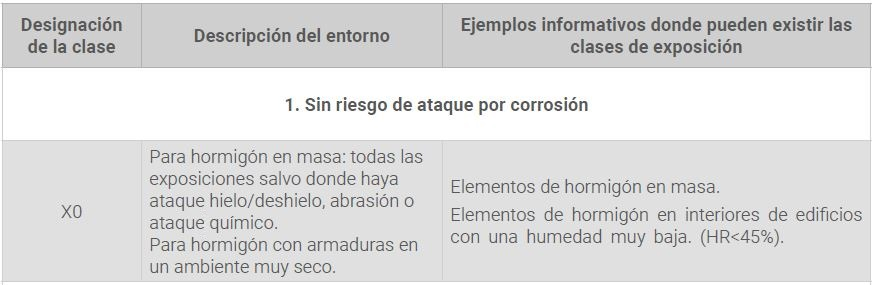 Designación
de la clase
Descripción del entorno
Ejemplos informativos donde pueden existir las
clases de exposición
1. Sin riesgo de ataque por corrosión
X0
Para hormigón en masa: todas las
exposiciones salvo donde haya
ataque hielo/deshielo, abrasión o
ataque químico.
Para hormigón con armaduras en
un ambiente muy seco.
Elementos de hormigón en masa.
Elementos de hormigón en interiores de edificios
con una humedad muy baja. (HR<45%).